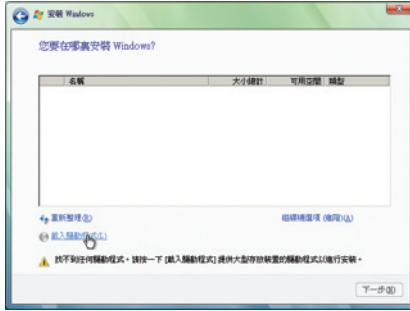 安裝 Windows
您要在哪裏安裝 Windows?
名稱 大小總計 可用空間 類型
重新整理(R) 磁碟機選項 (進階)(A)
載入驅動程式(L)
找不到任何驅動程式。請按一下 [載入驅動程式] 提供大型存放裝置的驅動程式以進行安裝。
下一步(N)